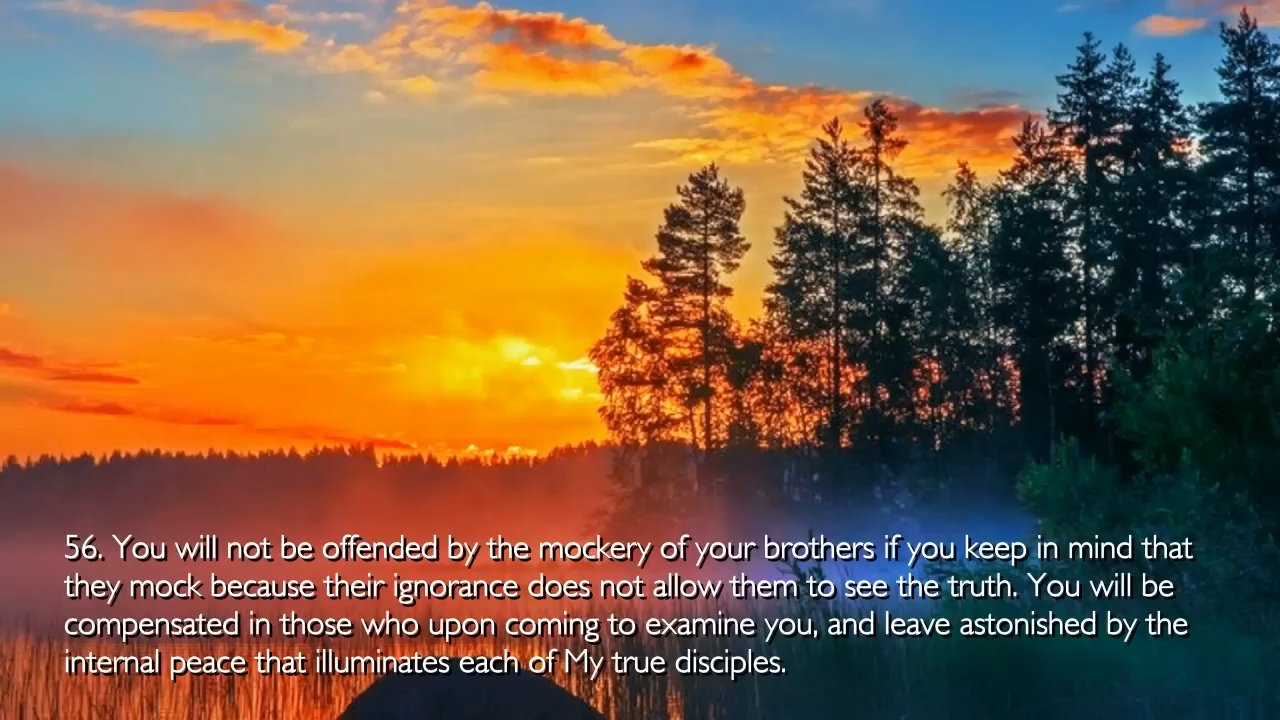 56. You will not be offended by the mockery of your brothers if you keep in mind that
they mock because their ignorance does not allow them to see the truth. You will be
compensated in those who upon coming to examine you, and leave astonished by the
internal peace that illuminates each of My true disciples.